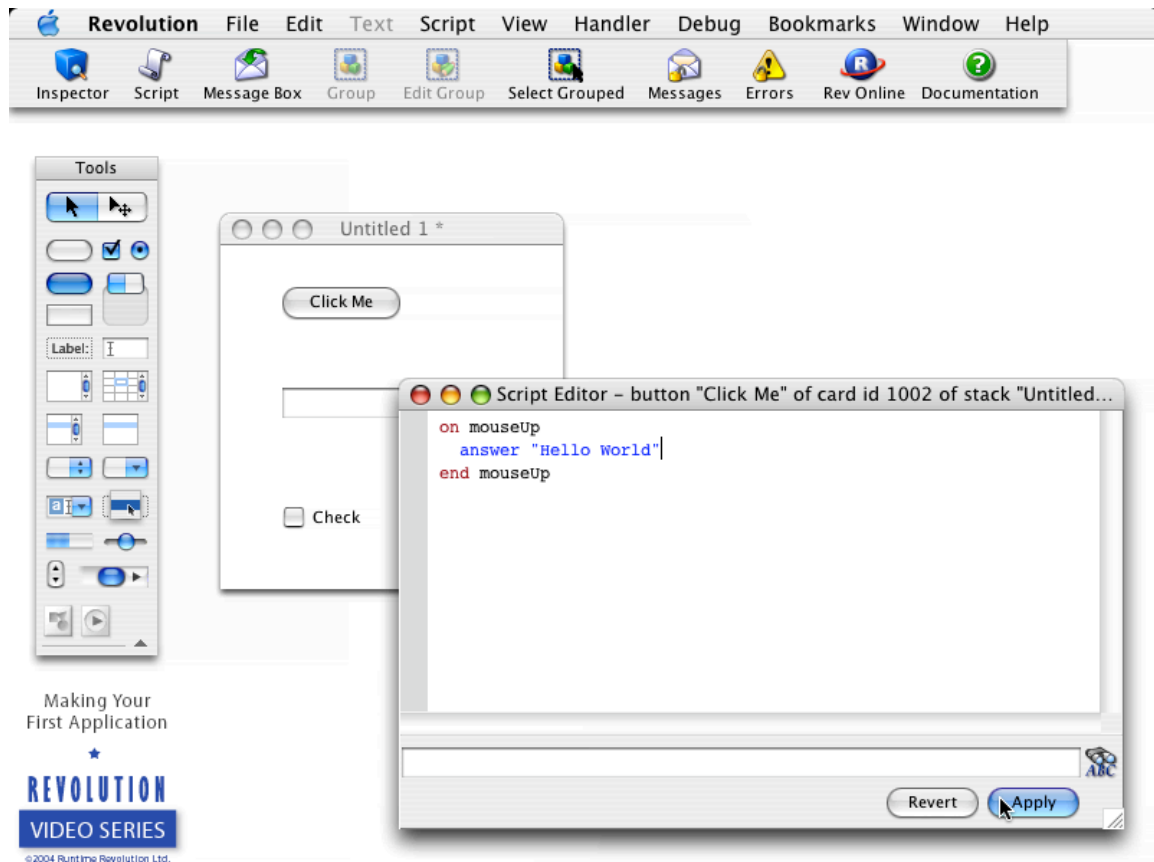 Revolution File Edit Text Script View Handler Debug Bookmarks Window Help
Inspector Script Message Box Group Edit Group Select Grouped Messages Errors Rev Online Documentation
Tools
Label:
Untitled 1 *
Click Me
Check
Script Editor – button "Click Me" of card id 1002 of stack "Untitled...
on mouseUp
answer "Hello World"
end mouseUp
ABC
Revert Apply
Making Your
First Application
REVOLUTION
VIDEO SERIES
©2004 Runtime Revolution Ltd.